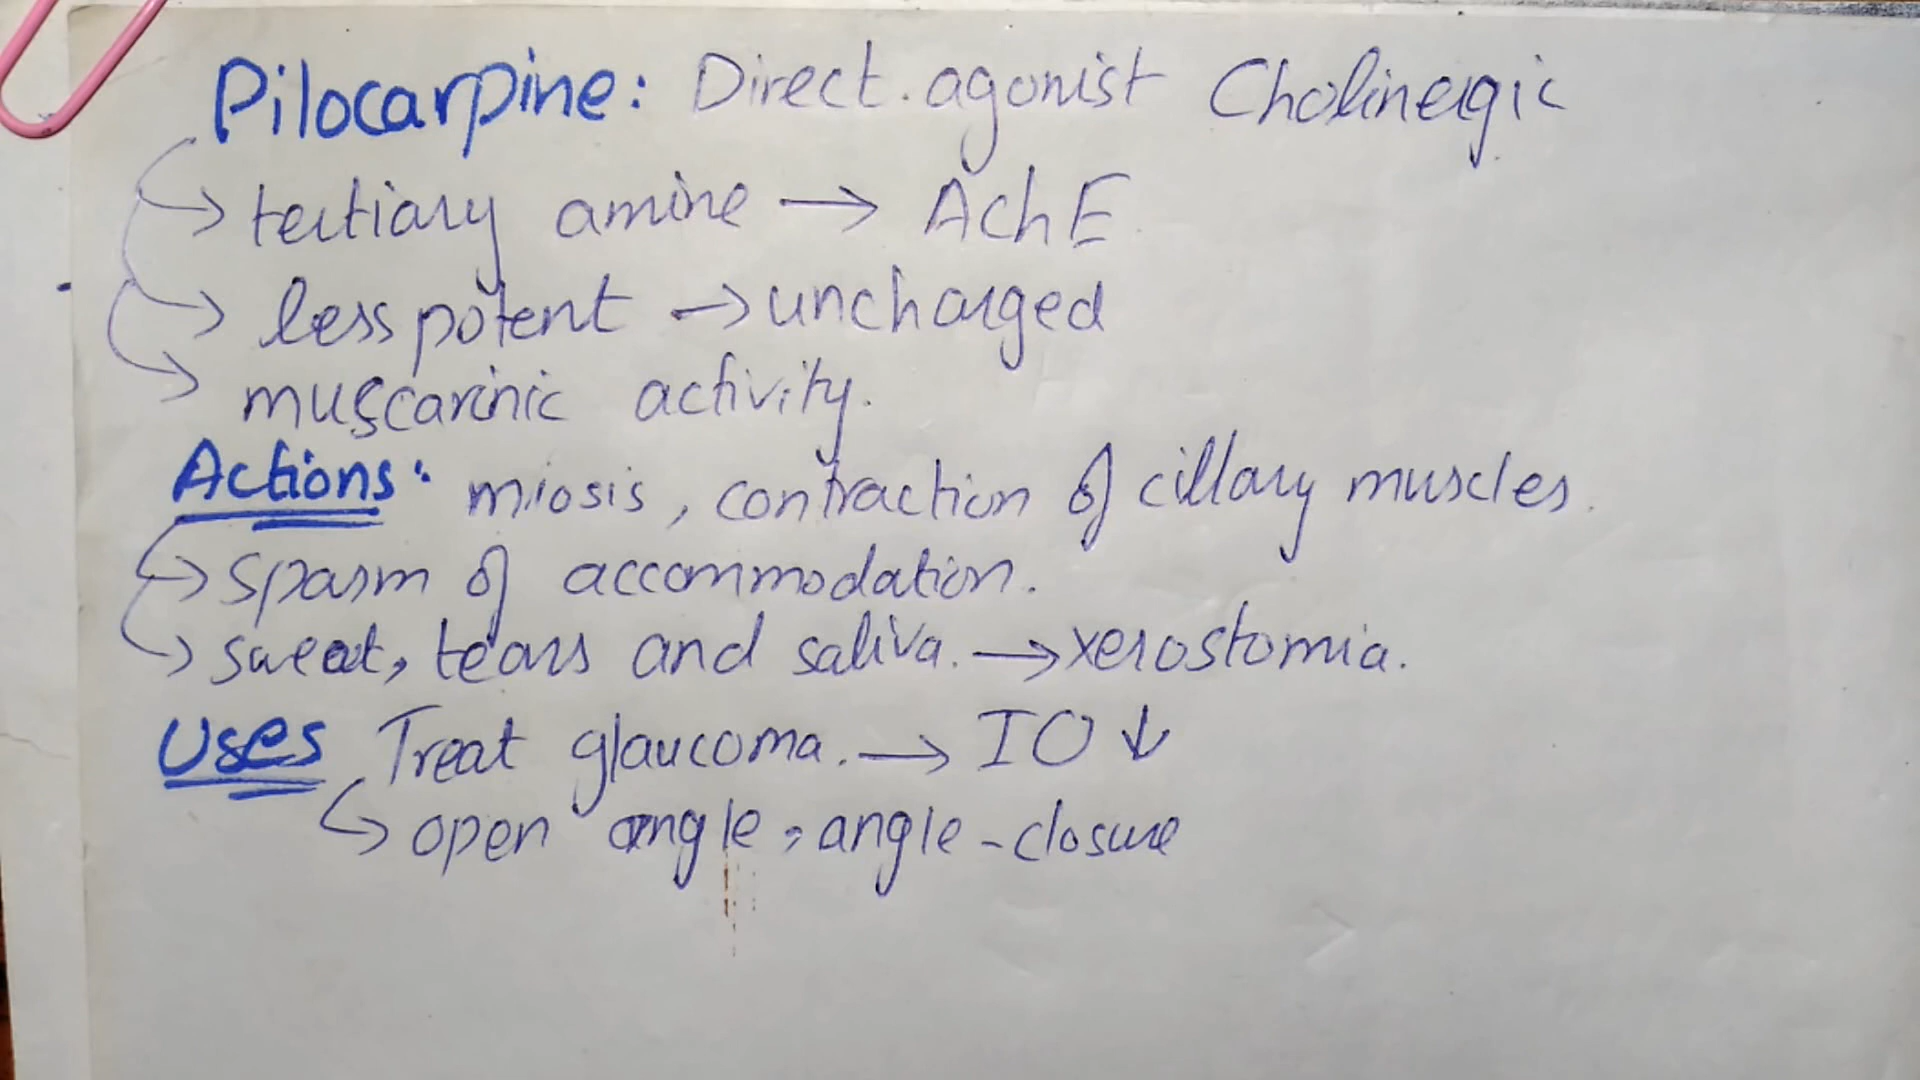 Pilocarpine: Direct.agonist Cholinergic
→ tertiary amine → AchE
→ less potent → uncharged
→ muscarinic activity.
Actions: miosis, contraction of cillary muscles.
→ spasm of accommodation.
→ sweat, tears and saliva. → xerostomia.
Uses Treat glaucoma. → IO ↓
→ open angle, angle-closure